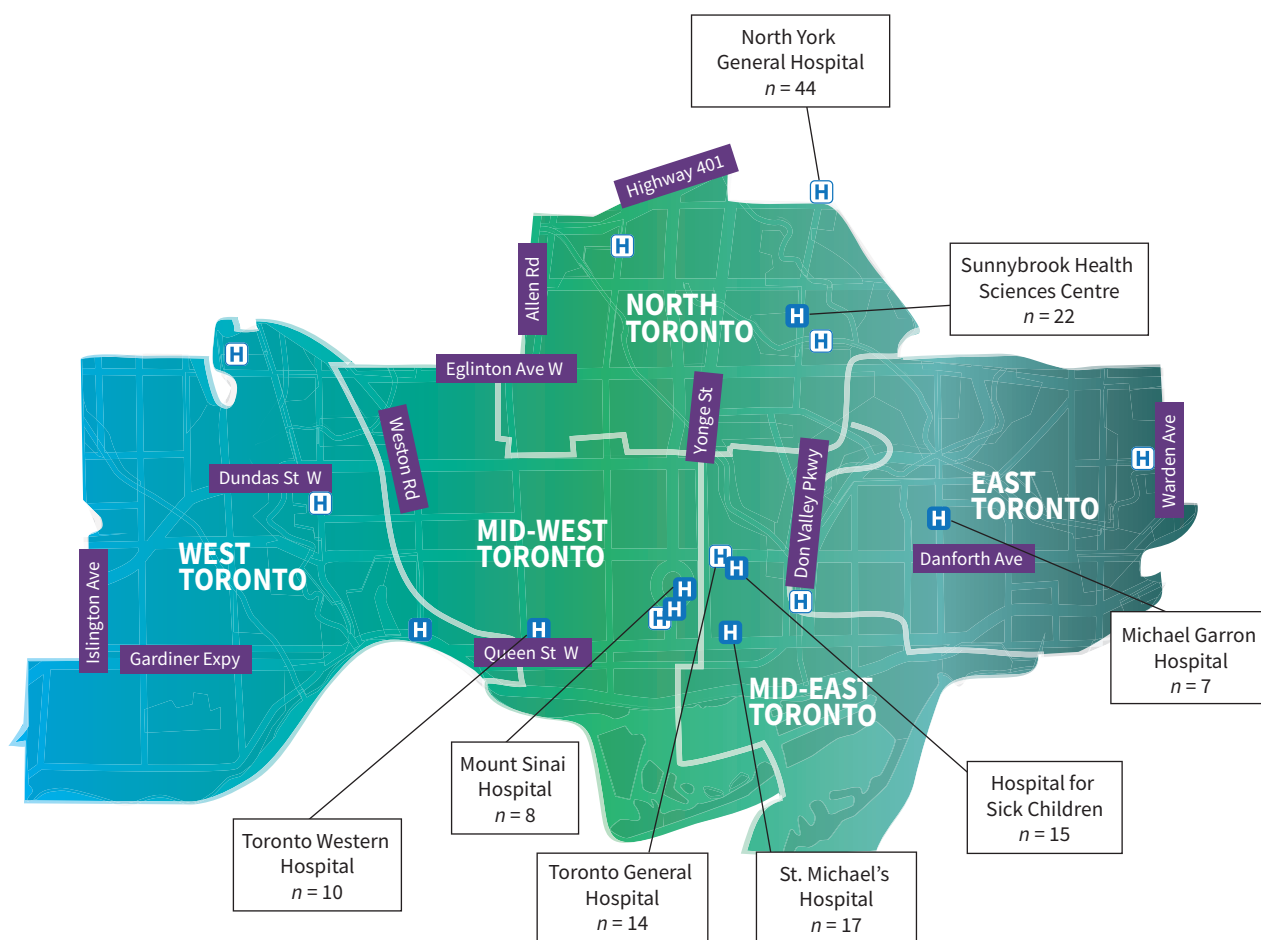 North York
General Hospital
n = 44
Highway 401
H
H
Allen Rd
Sunnybrook Health
Sciences Centre
n = 22
NORTH
TORONTO
H
H
H
Eglinton Ave W
Yonge St
Weston Rd
Warden Ave
Dundas St W
H
H
Don Valley Pkwy
EAST
TORONTO
H
MID-WEST
TORONTO
WEST
TORONTO
Danforth Ave
H
H
Islington Ave
H
H
H
H
H
H
H
Queen St W
Gardiner Expy
MID-EAST
TORONTO
Michael Garron
Hospital
n = 7
Mount Sinai
Hospital
n = 8
Hospital for
Sick Children
n = 15
Toronto Western
Hospital
n = 10
Toronto General
Hospital
n = 14
St. Michael's
Hospital
n = 17